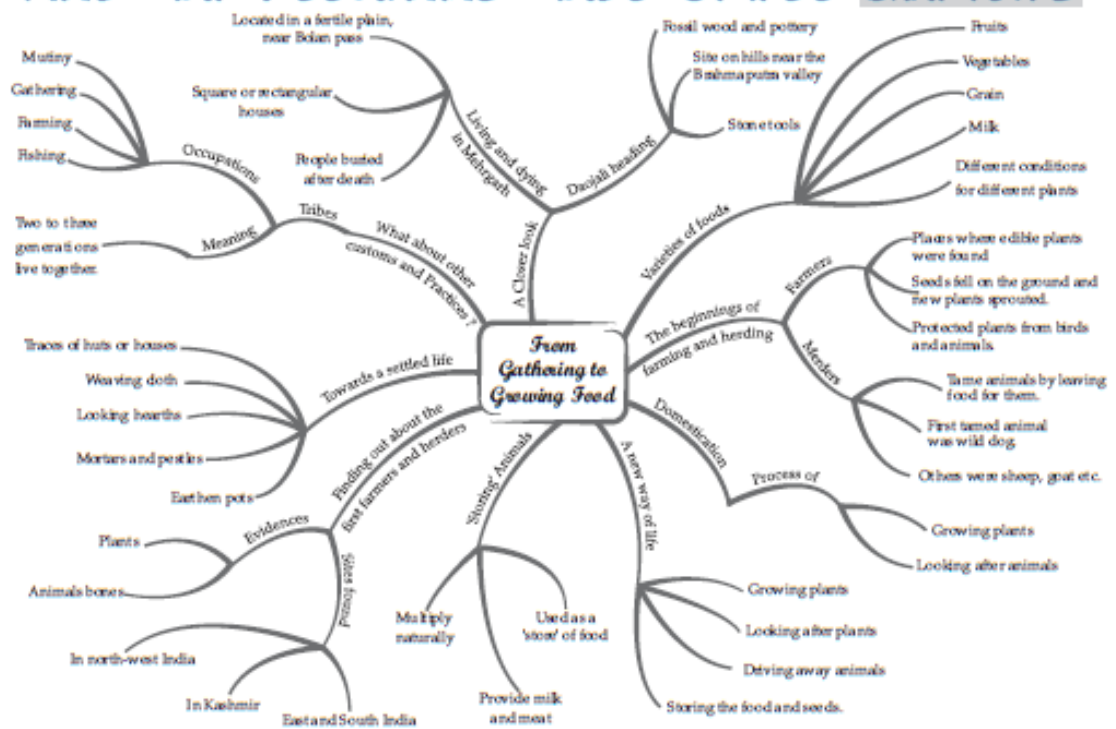 From
Gathering to
Growing Food
A Closer look
Living and dying
in Mehrgarh
Located in a fertile plain,
near Bolan pass
Square or rectangular
houses
People buried
after death
Daojali heading
Fossil wood and pottery
Site on hills near the
Brahmaputra valley
Stone tools
Varieties of foods
Fruits
Vegetables
Grain
Milk
Different conditions
for different plants
The beginnings of
farming and herding
Farmers
Places where edible plants
were found
Seeds fell on the ground and
new plants sprouted.
Protected plants from birds
and animals.
Merders
Tame animals by leaving
food for them.
First tamed animal
was wild dog.
Others were sheep, goat etc.
Domestication
Process of
Growing plants
Looking after animals
A new way of life
Growing plants
Looking after plants
Driving away animals
Storing the food and seeds.
'Storing' Animals
Multiply
naturally
Provide milk
and meat
Used as a
'store' of food
Finding out about the
first farmers and herders
Evidences
Plants
Animals bones
Sites found
In north-west India
In Kashmir
East and South India
Towards a settled life
Traces of huts or houses
Weaving cloth
Looking hearths
Mortars and pestles
Earthen pots
What about other
customs and Practices ?
Tribes
Occupations
Mutiny
Gathering
Farming
Fishing
Meaning
Two to three
generations
live together.